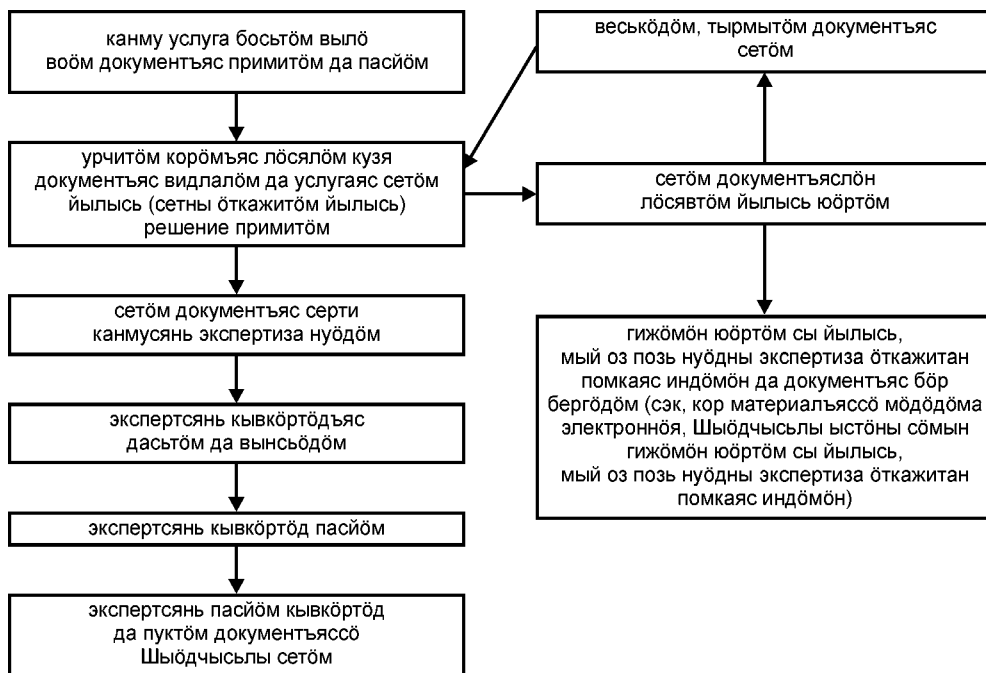 канму услуга босьтӧм вылӧ
воӧм документъяс примитӧм да пасйӧм
урчитӧм корӧмъяс лӧсялӧм кузя
документъяс видлалӧм да услугаяс сетӧм
йылысь (сетны ӧткажитӧм йылысь)
решение примитӧм
сетӧм документъяс серти
канмусянь экспертиза нуӧдӧм
экспертсянь кывкӧртӧдъяс
дасьтӧм да вынсьӧдӧм
экспертсянь кывкӧртӧд пасйӧм
экспертсянь пасйӧм кывкӧртӧд
да пуктӧм документъяссӧ
Шыӧдчысьлы сетӧм
веськӧдӧм, тырмытӧм документъяс
сетӧм
сетӧм документъяслӧн
лӧсявтӧм йылысь юӧртӧм
гижӧмӧн юӧртӧм сы йылысь,
мый оз позь нуӧдны экспертиза ӧткажитан
помкаяс индӧмӧн да документъяс бӧр
бергӧдӧм (сэк, кор материалъяссӧ мӧдӧдӧма
электроннӧя, Шыӧдчысьлы ыстӧны сӧмын
гижӧмӧн юӧртӧм сы йылысь,
мый оз позь нуӧдны экспертиза ӧткажитан
помкаяс индӧмӧн)